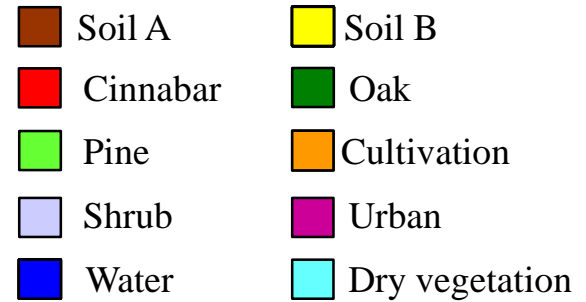 Soil A Soil B
Cinnabar Oak
Pine Cultivation
Shrub Urban
Water Dry vegetation